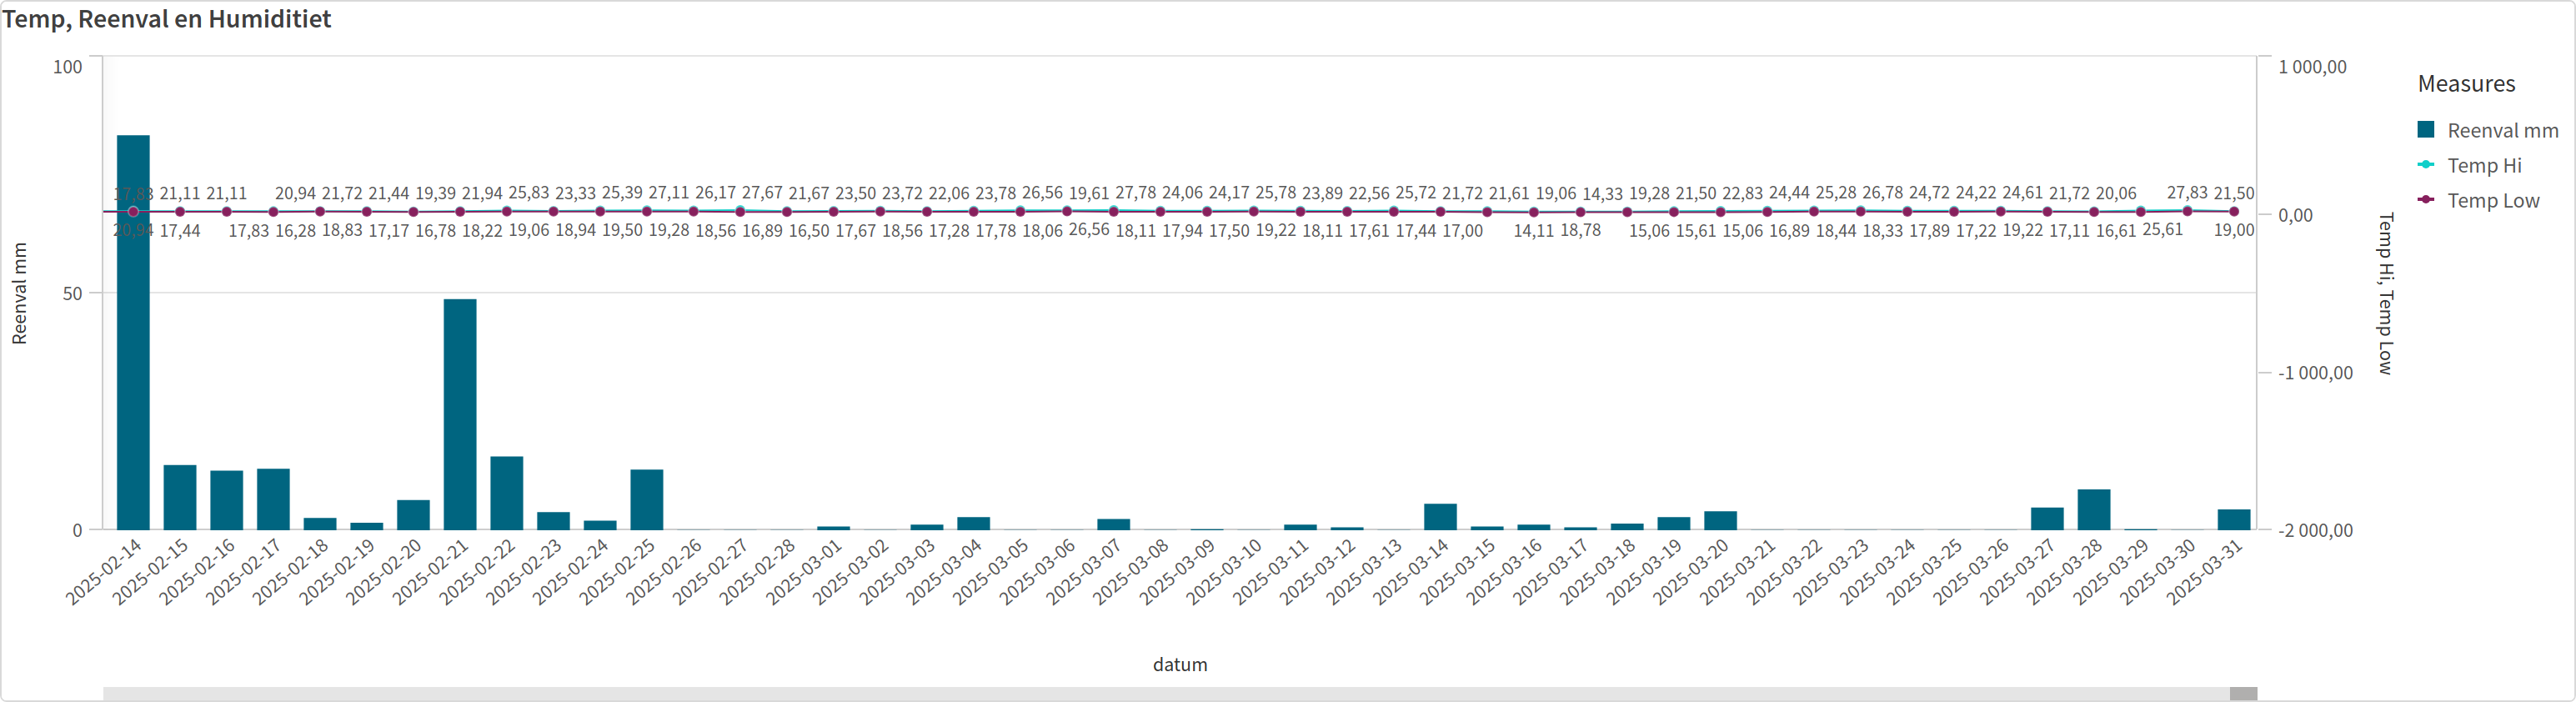 Temp, Reenval en Humiditiet
100
50
0
Reenval mm
17,83 21,11 21,11 20,94 21,72 21,44 19,39 21,94 25,83 23,33 25,39 27,11 26,17 27,67 21,67 23,50 23,72 22,06 23,78 26,56 19,61 27,78 24,06 24,17 25,78 23,89 22,56 25,72 21,72 21,61 19,06 14,33 19,28 21,50 22,83 24,44 25,28 26,78 24,72 24,22 24,61 21,72 20,06 27,83 21,50
20,94 17,44 17,83 16,28 18,83 17,17 16,78 18,22 19,06 18,94 19,50 19,28 18,56 16,89 16,50 17,67 18,56 17,28 17,78 18,06 26,56 18,11 17,94 17,50 19,22 18,11 17,61 17,44 17,00 14,11 18,78 15,06 15,61 15,06 16,89 18,44 18,33 17,89 17,22 19,22 17,11 16,61 25,61 19,00
2025-02-14 2025-02-15 2025-02-16 2025-02-17 2025-02-18 2025-02-19 2025-02-20 2025-02-21 2025-02-22 2025-02-23 2025-02-24 2025-02-25 2025-02-26 2025-02-27 2025-02-28 2025-03-01 2025-03-02 2025-03-03 2025-03-04 2025-03-05 2025-03-06 2025-03-07 2025-03-08 2025-03-09 2025-03-10 2025-03-11 2025-03-12 2025-03-13 2025-03-14 2025-03-15 2025-03-16 2025-03-17 2025-03-18 2025-03-19 2025-03-20 2025-03-21 2025-03-22 2025-03-23 2025-03-24 2025-03-25 2025-03-26 2025-03-27 2025-03-28 2025-03-29 2025-03-30 2025-03-31
datum
1 000,00
0,00
-1 000,00
-2 000,00
Temp Hi, Temp Low
Measures
Reenval mm
Temp Hi
Temp Low